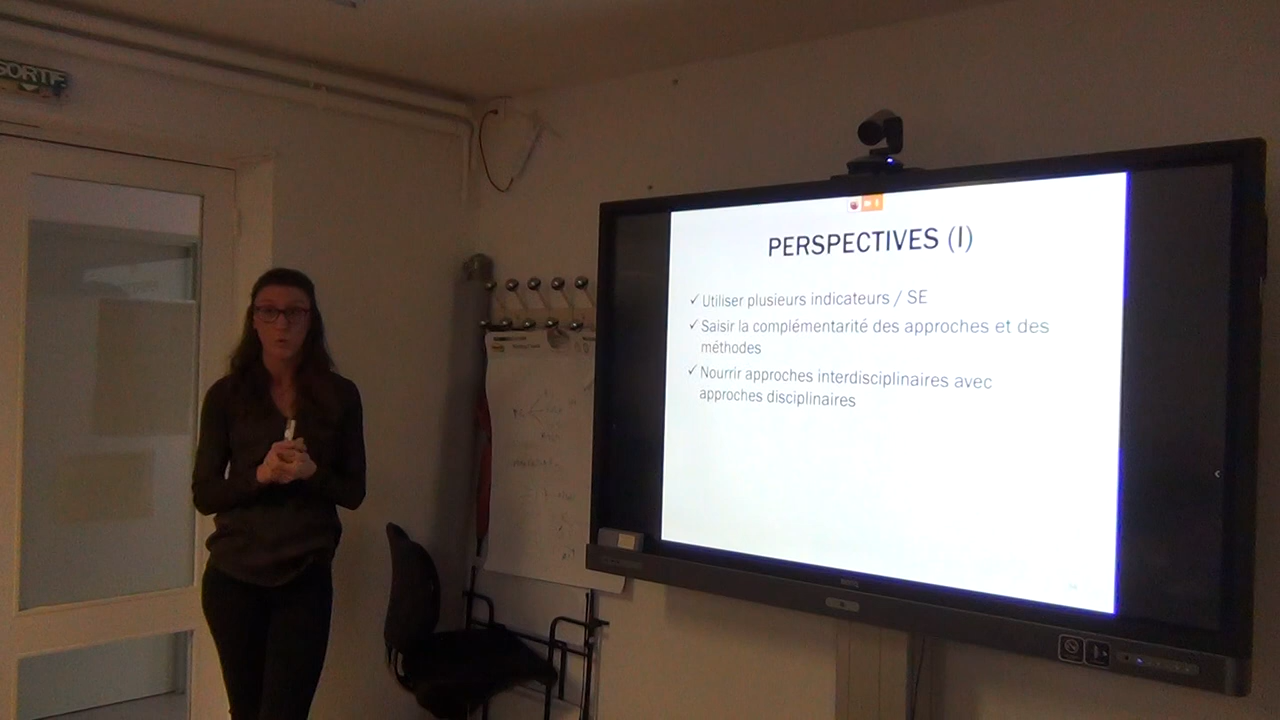 SORTIE
PERSPECTIVES (I)
✓ Utiliser plusieurs indicateurs / SE
✓ Saisir la complémentarité des approches et des
méthodes
✓ Nourrir approches interdisciplinaires avec
approches disciplinaires
BenQ